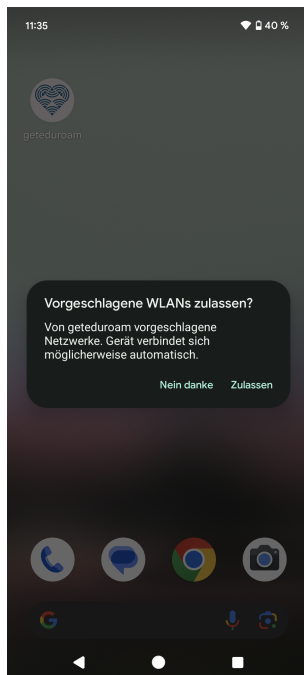 11:35
40 %
geteduroam
Vorgeschlagene WLANs zulassen?
Von geteduroam vorgeschlagene
Netzwerke. Gerät verbindet sich
möglicherweise automatisch.
Nein danke Zulassen